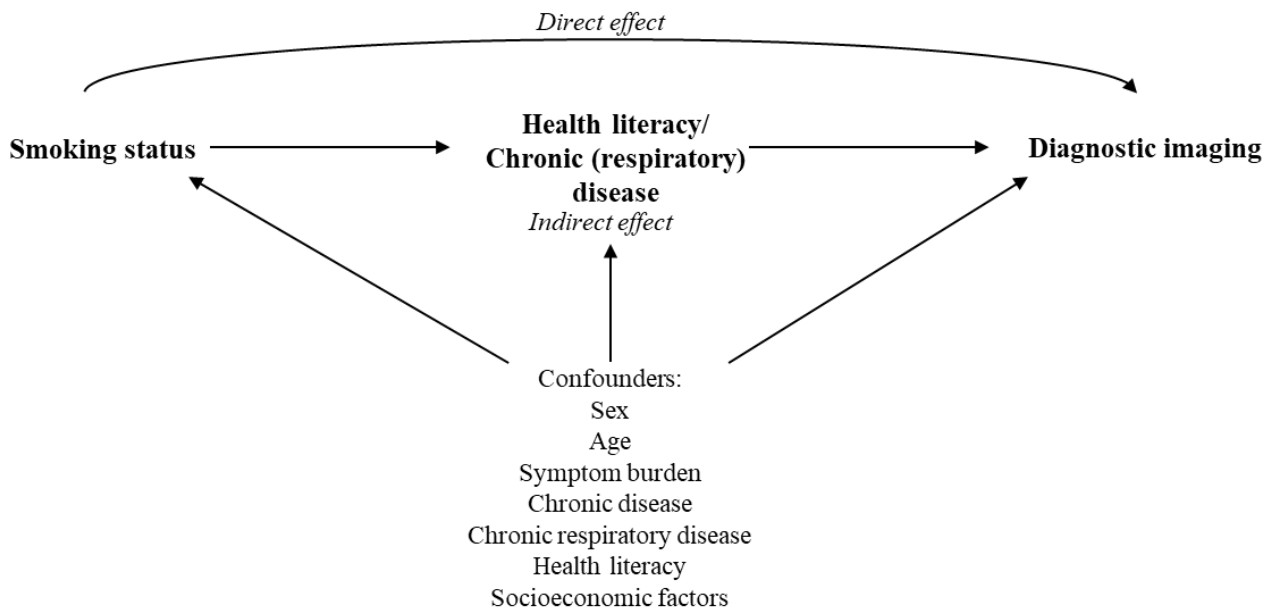 Direct effect
Smoking status
Health literacy/
Chronic (respiratory)
disease
Indirect effect
Diagnostic imaging
Confounders:
Sex
Age
Symptom burden
Chronic disease
Chronic respiratory disease
Health literacy
Socioeconomic factors